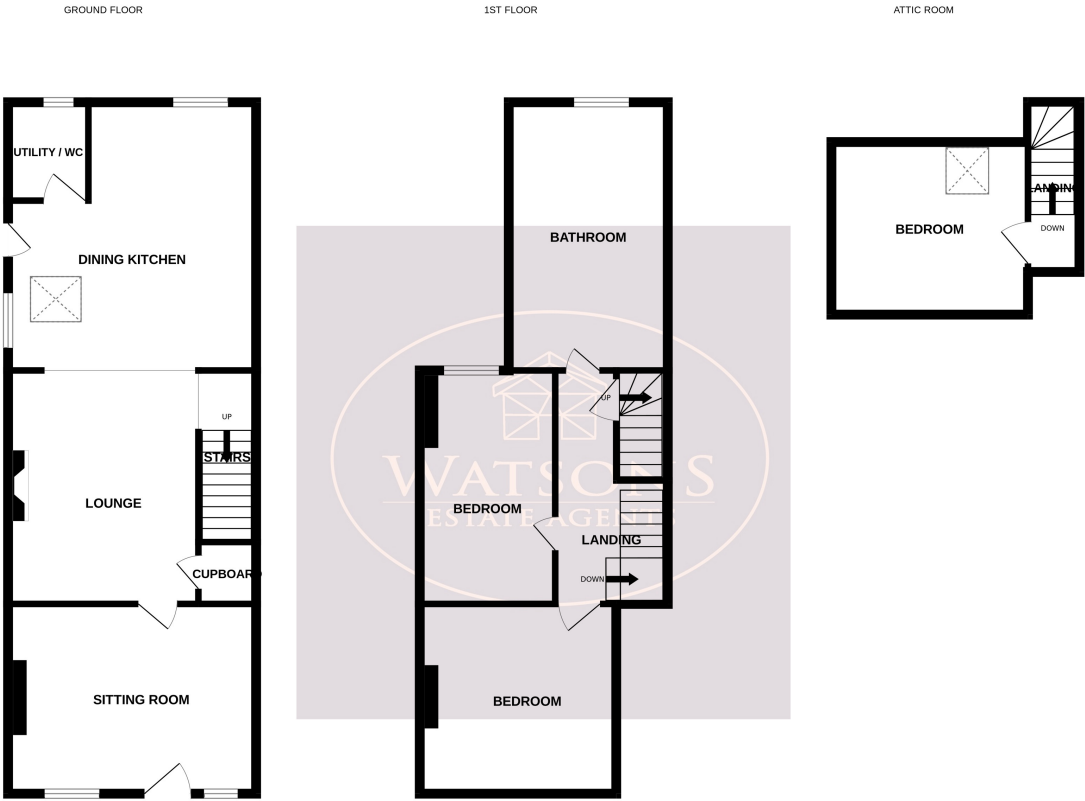 GROUND FLOOR
1ST FLOOR
ATTIC ROOM
UTILITY / WC
DINING KITCHEN
UP
STAIRS
LOUNGE
CUPBOARD
SITTING ROOM
BATHROOM
UP
WATSONS
ESTATE AGENTS
BEDROOM
LANDING
DOWN
BEDROOM
LANDING
BEDROOM
DOWN